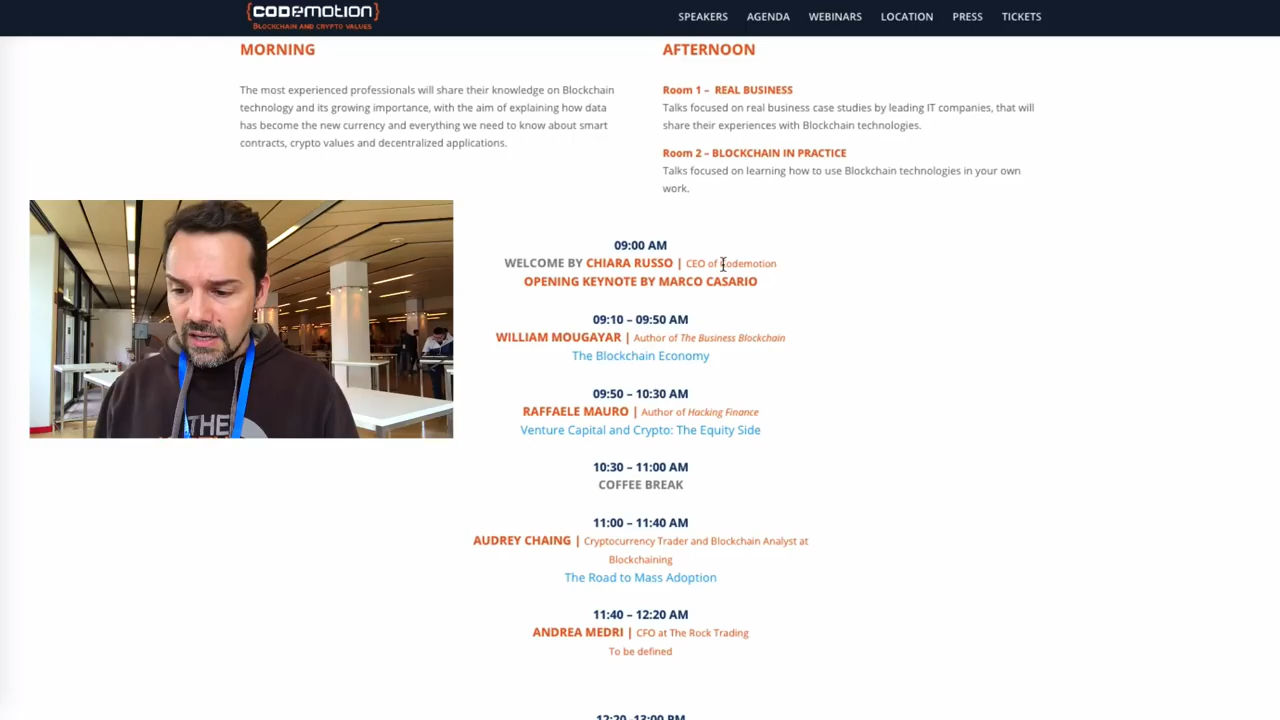 {CODEMOTION}
BLOCKCHAIN AND CRYPTO VALUES
SPEAKERS AGENDA WEBINARS LOCATION PRESS TICKETS
MORNING
The most experienced professionals will share their knowledge on Blockchain
technology and its growing importance, with the aim of explaining how data
has become the new currency and everything we need to know about smart
contracts, crypto values and decentralized applications.
AFTERNOON
Room 1 – REAL BUSINESS
Talks focused on real business case studies by leading IT companies, that will
share their experiences with Blockchain technologies.
Room 2 – BLOCKCHAIN IN PRACTICE
Talks focused on learning how to use Blockchain technologies in your own
work.
09:00 AM
WELCOME BY CHIARA RUSSO | CEO of Codemotion
OPENING KEYNOTE BY MARCO CASARIO
09:10 – 09:50 AM
WILLIAM MOUGAYAR | Author of The Business Blockchain
The Blockchain Economy
09:50 – 10:30 AM
RAFFAELE MAURO | Author of Hacking Finance
Venture Capital and Crypto: The Equity Side
10:30 – 11:00 AM
COFFEE BREAK
11:00 – 11:40 AM
AUDREY CHAING | Cryptocurrency Trader and Blockchain Analyst at
Blockchaining
The Road to Mass Adoption
11:40 – 12:20 AM
ANDREA MEDRI | CFO at The Rock Trading
To be defined
12:20 -13:00 PM
THE